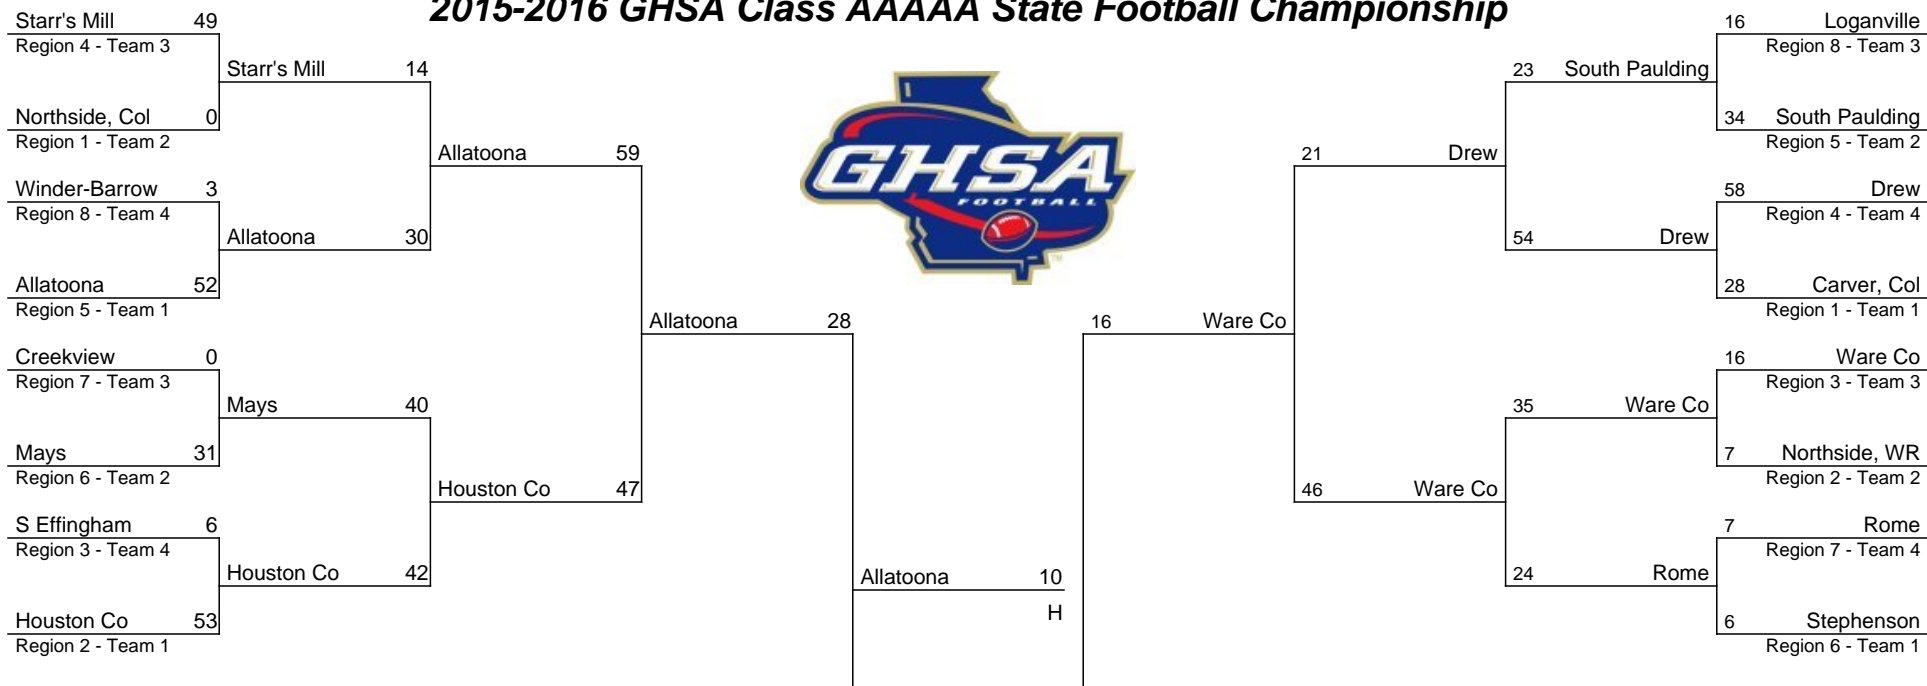 2015-2016 GHSA Class AAAAA State Football Championship
Starr's Mill 49
Region 4 - Team 3
Northside, Col 0
Region 1 - Team 2
Winder-Barrow 3
Region 8 - Team 4
Allatoona 52
Region 5 - Team 1
Creekview 0
Region 7 - Team 3
Mays 31
Region 6 - Team 2
S Effingham 6
Region 3 - Team 4
Houston Co 53
Region 2 - Team 1
Starr's Mill 14
Allatoona 30
Mays 40
Houston Co 42
Allatoona 59
Houston Co 47
Allatoona 28
Allatoona 10
H
GHSA
FOOTBALL
TM
16 Ware Co
21 Drew
46 Ware Co
23 South Paulding
54 Drew
35 Ware Co
24 Rome
16 Loganville
Region 8 - Team 3
34 South Paulding
Region 5 - Team 2
58 Drew
Region 4 - Team 4
28 Carver, Col
Region 1 - Team 1
16 Ware Co
Region 3 - Team 3
7 Northside, WR
Region 2 - Team 2
7 Rome
Region 7 - Team 4
6 Stephenson
Region 6 - Team 1